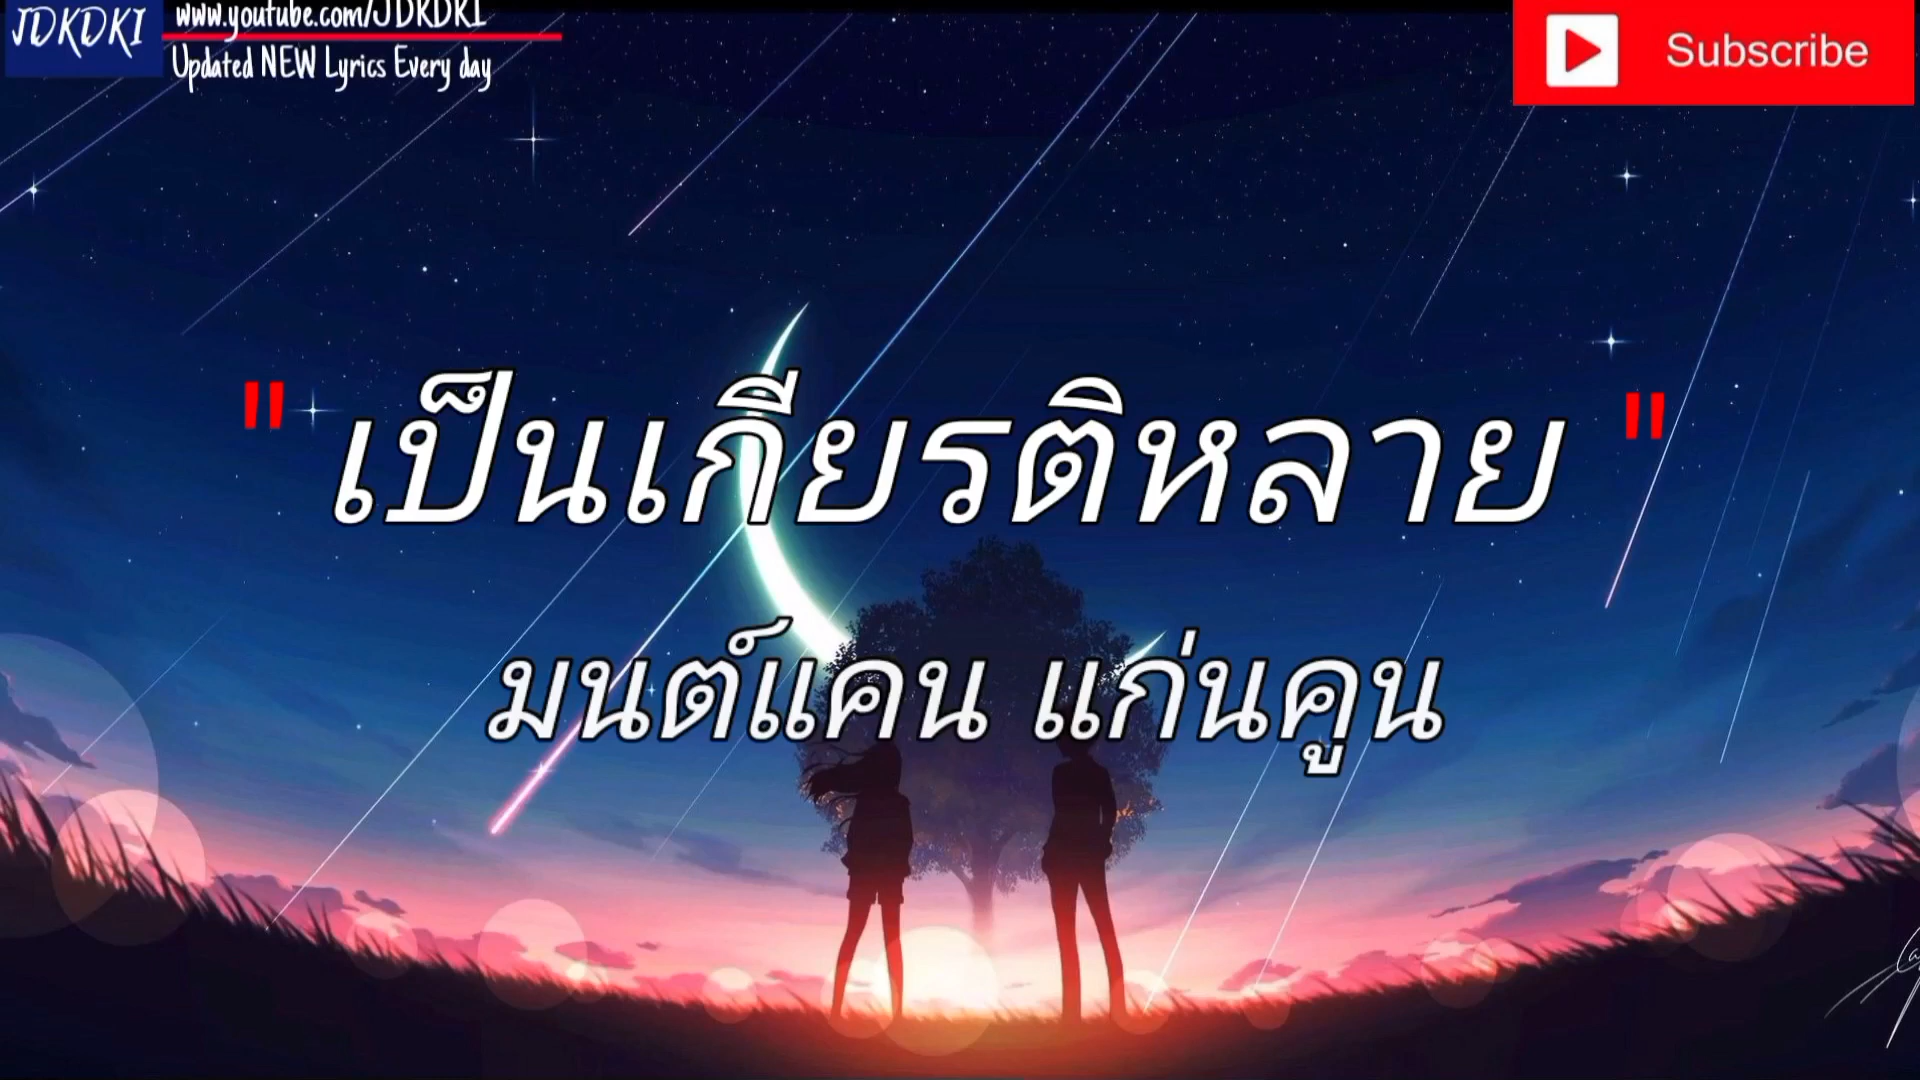 JDKDKI
www.youtube.com/JDKDKI
Updated NEW Lyrics Every day
Subscribe
" เป็นเกียรติหลาย "
มนต์แคน แก่นคูน